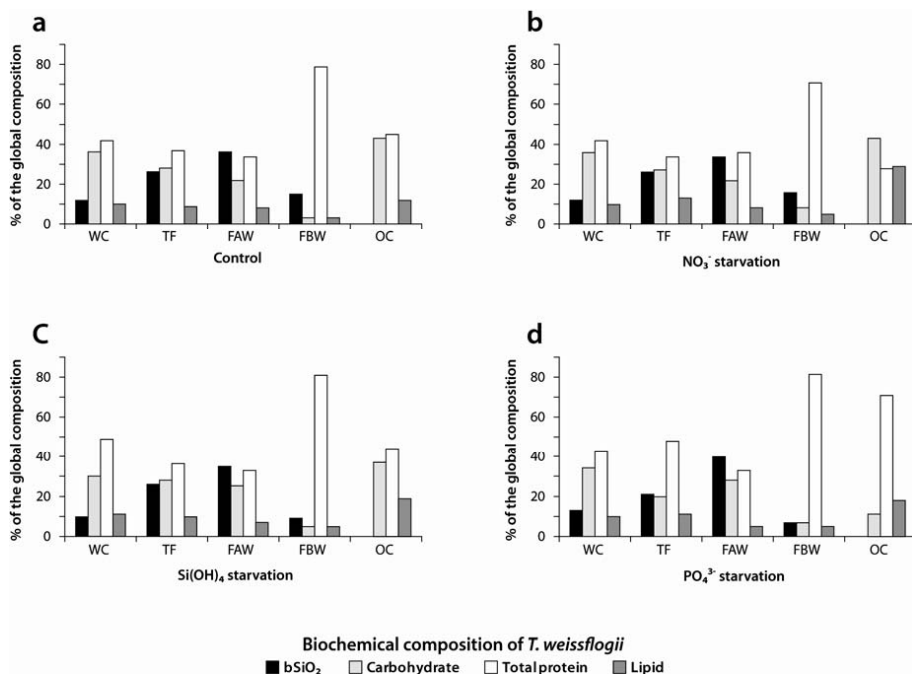 a
% of the global composition
80
60
40
20
0
WC TF FAW FBW OC
Control
b
% of the global composition
80
60
40
20
0
WC TF FAW FBW OC
NO₃⁻ starvation
C
% of the global composition
80
60
40
20
0
WC TF FAW FBW OC
Si(OH)₄ starvation
d
% of the global composition
80
60
40
20
0
WC TF FAW FBW OC
PO₄³⁻ starvation
Biochemical composition of T. weissflogii
bSiO₂ Carbohydrate Total protein Lipid